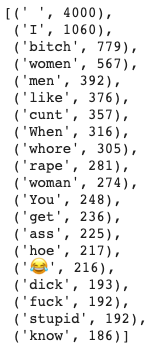 [(' ', 4000),
('I', 1060),
('bitch', 779),
('women', 567),
('men', 392),
('like', 376),
('cunt', 357),
('When', 316),
('whore', 305),
('rape', 281),
('woman', 274),
('You', 248),
('get', 236),
('ass', 225),
('hoe', 217),
('😂', 216),
('dick', 193),
('fuck', 192),
('stupid', 192),
('know', 186)]